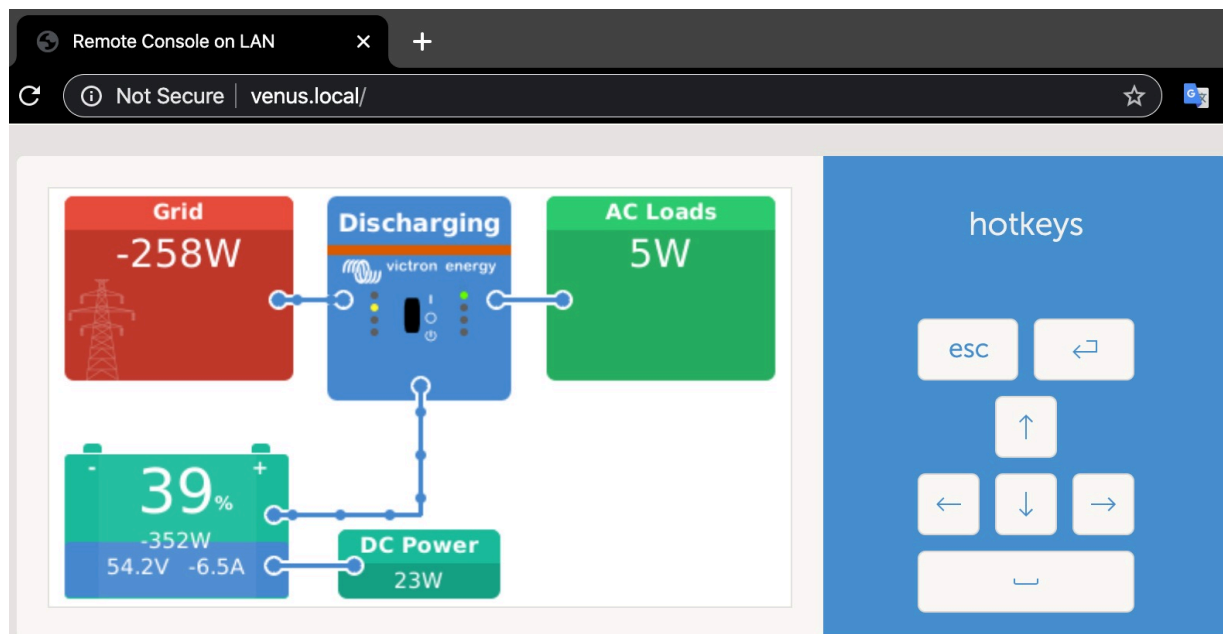 Remote Console on LAN
Not Secure venus.local/
Grid
-258W
Discharging
victron energy
AC Loads
5W
39%
-352W
54.2V -6.5A
DC Power
23W
hotkeys
esc